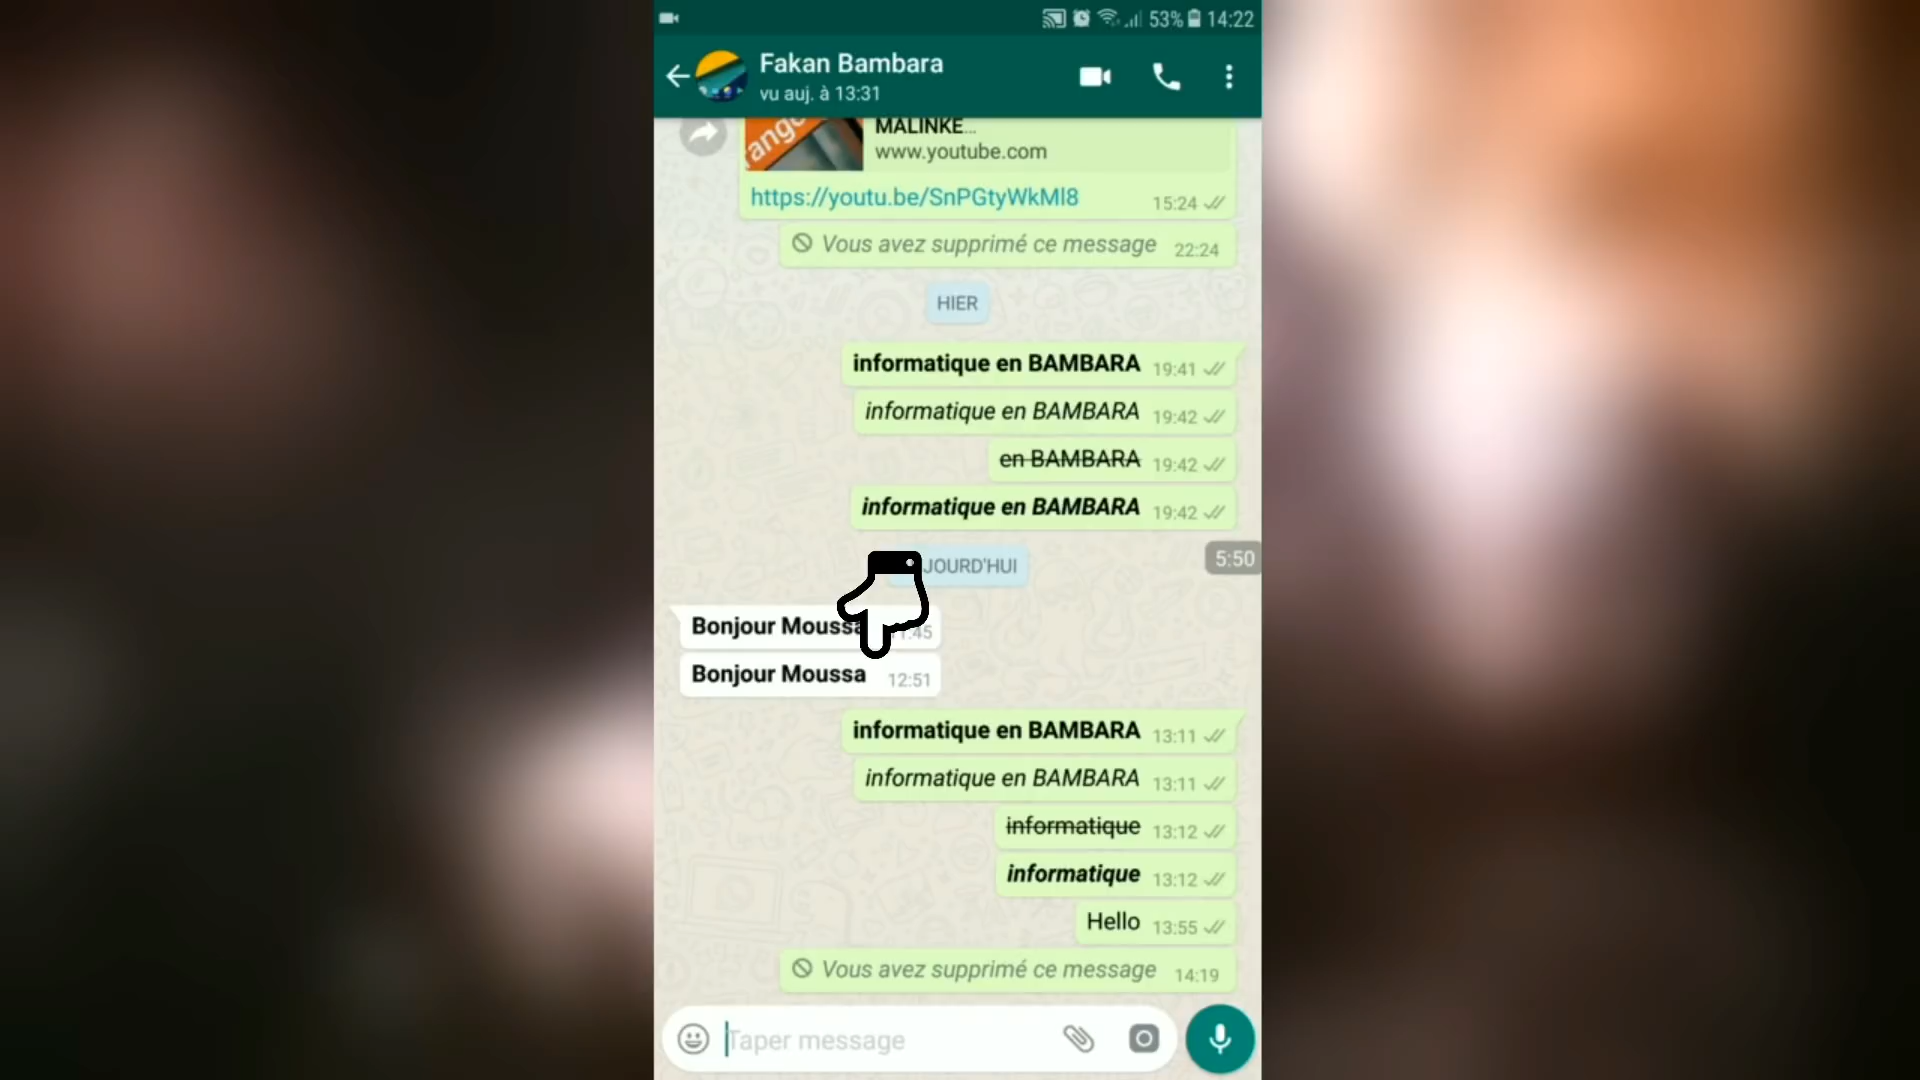 53% 14:22
Fakan Bambara
vu auj. à 13:31
ange
MALINKE...
www.youtube.com
https://youtu.be/SnPGtyWkMl8 15:24
Vous avez supprimé ce message 22:24
HIER
informatique en BAMBARA 19:41
informatique en BAMBARA 19:42
en BAMBARA 19:42
informatique en BAMBARA 19:42
JOURD'HUI
5:50
Bonjour Moussa 11:45
Bonjour Moussa 12:51
informatique en BAMBARA 13:11
informatique en BAMBARA 13:11
informatique 13:12
informatique 13:12
Hello 13:55
Vous avez supprimé ce message 14:19
Taper message